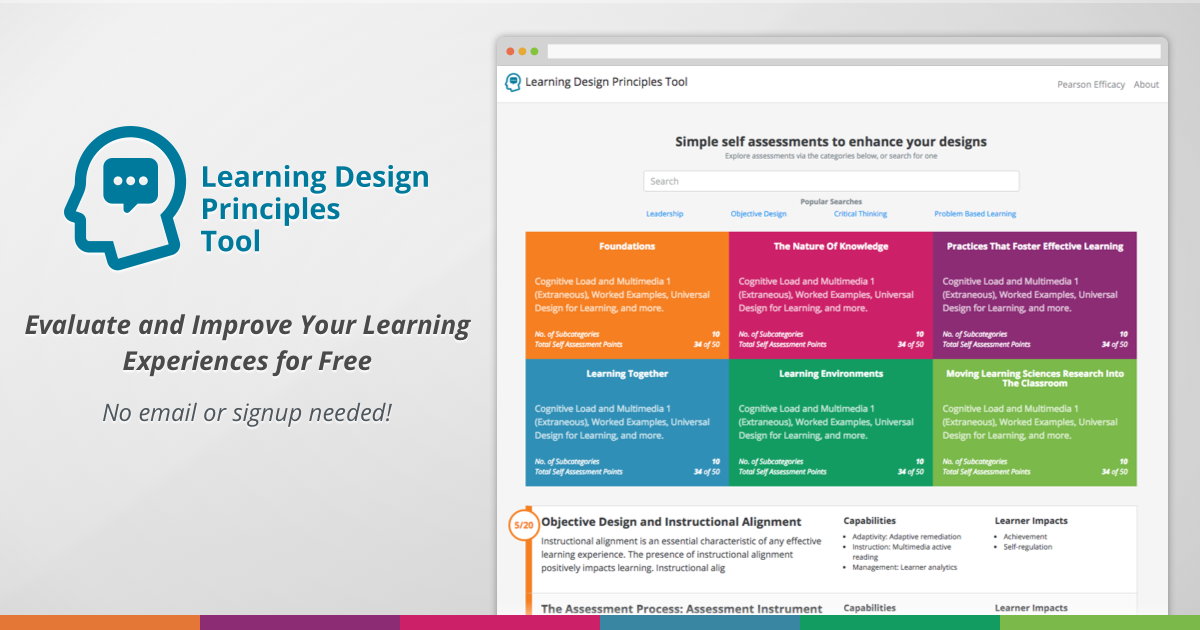 Learning Design
Principles
Tool
Evaluate and Improve Your Learning
Experiences for Free
No email or signup needed!
Learning Design Principles Tool
Pearson Efficacy About
Simple self assessments to enhance your designs
Explore assessments via the categories below, or search for one
Search
Popular Searches
Leadership Objective Design Critical Thinking Problem Based Learning
Foundations
Cognitive Load and Multimedia 1
(Extraneous), Worked Examples, Universal
Design for Learning, and more.
No. of Subcategories 10
Total Self Assessment Points 34 of 50
The Nature Of Knowledge
Cognitive Load and Multimedia 1
(Extraneous), Worked Examples, Universal
Design for Learning, and more.
No. of Subcategories 10
Total Self Assessment Points 34 of 50
Practices That Foster Effective Learning
Cognitive Load and Multimedia 1
(Extraneous), Worked Examples, Universal
Design for Learning, and more.
No. of Subcategories 10
Total Self Assessment Points 34 of 50
Learning Together
Cognitive Load and Multimedia 1
(Extraneous), Worked Examples, Universal
Design for Learning, and more.
No. of Subcategories 10
Total Self Assessment Points 34 of 50
Learning Environments
Cognitive Load and Multimedia 1
(Extraneous), Worked Examples, Universal
Design for Learning, and more.
No. of Subcategories 10
Total Self Assessment Points 34 of 50
Moving Learning Sciences Research Into
The Classroom
Cognitive Load and Multimedia 1
(Extraneous), Worked Examples, Universal
Design for Learning, and more.
No. of Subcategories 10
Total Self Assessment Points 34 of 50
5/20
Objective Design and Instructional Alignment
Instructional alignment is an essential characteristic of any effective
learning experience. The presence of instructional alignment
positively impacts learning. Instructional alig
Capabilities
Adaptivity: Adaptive remediation
Instruction: Multimedia active
reading
Management: Learner analytics
Learner Impacts
Achievement
Self-regulation
The Assessment Process: Assessment Instrument
Capabilities
Learner Impacts